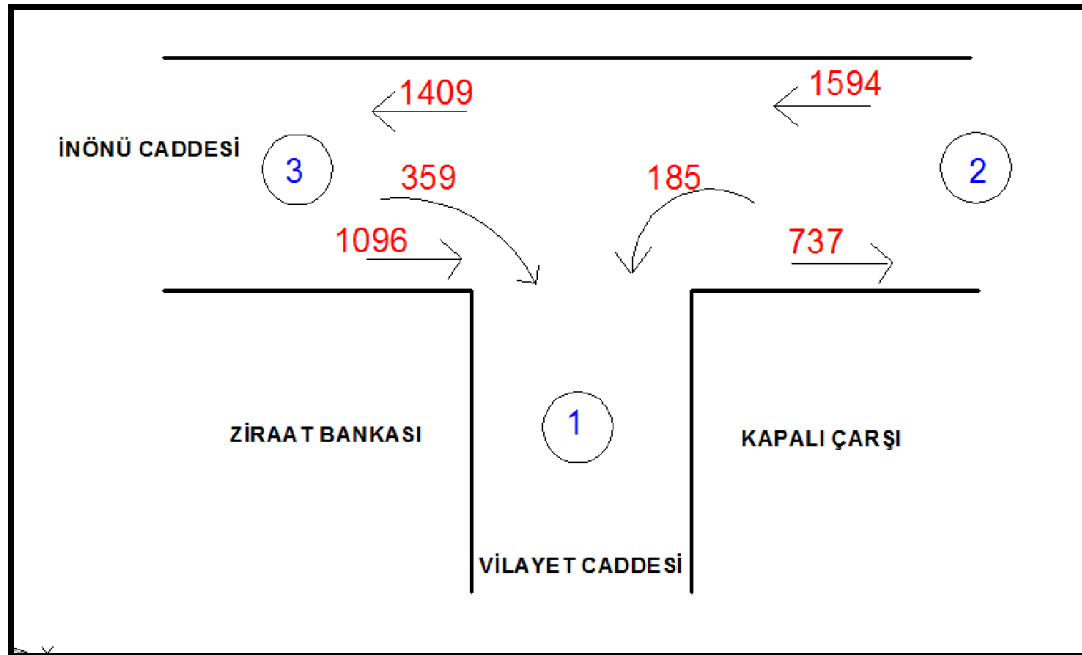 1594
1409
İNÖNÜ CADDESİ
3
359
185
2
1096
737
ZİRAAT BANKASI
1
KAPALI ÇARŞI
VİLAYET CADDESİ